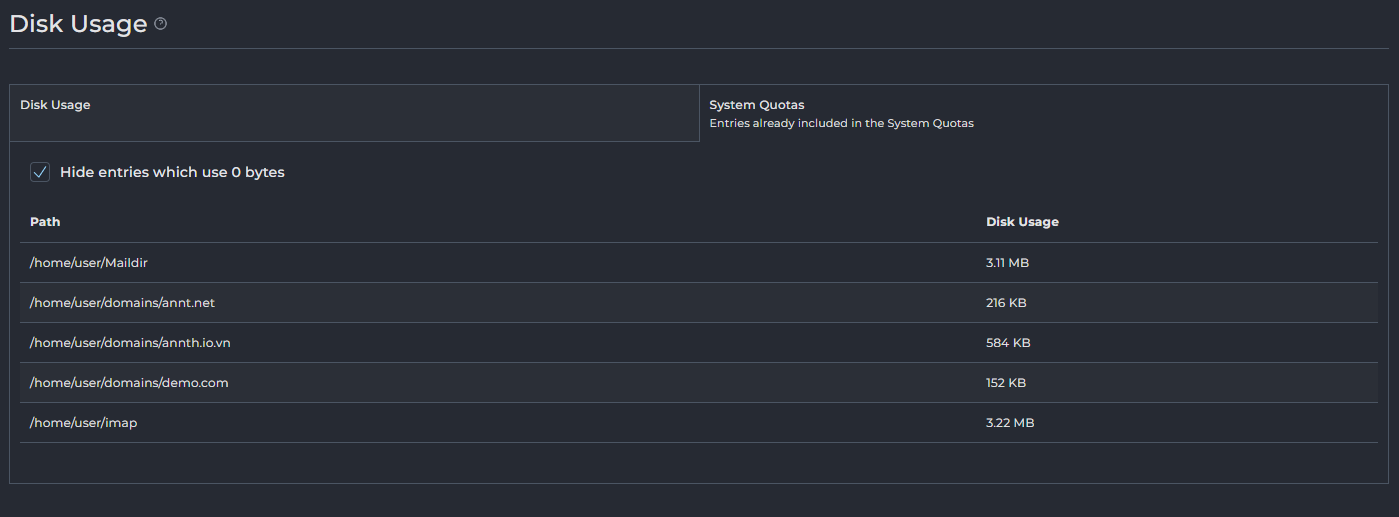 Disk Usage
Disk Usage
System Quotas
Entries already included in the System Quotas
Hide entries which use 0 bytes
Path Disk Usage
/home/user/Maildir 3.11 MB
/home/user/domains/annt.net 216 KB
/home/user/domains/annth.io.vn 584 KB
/home/user/domains/demo.com 152 KB
/home/user/imap 3.22 MB